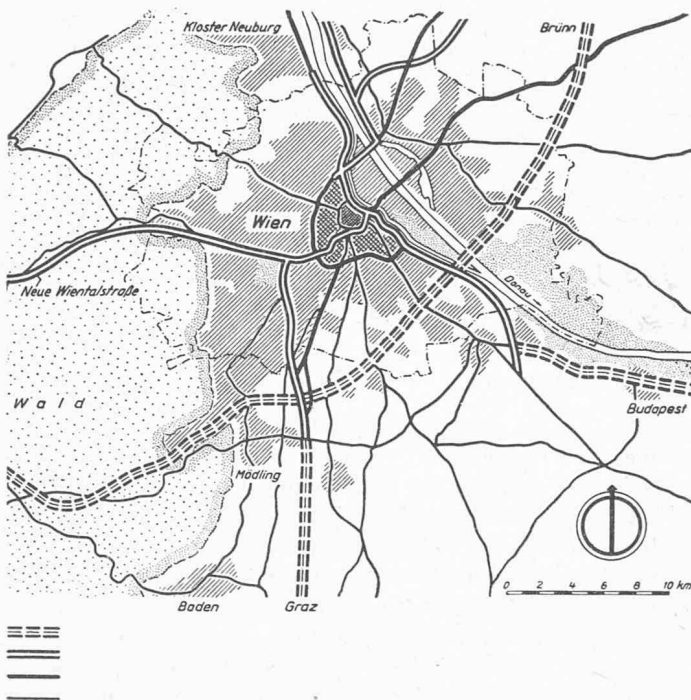 Kloster Neuburg
Brünn
Wien
Neue Wientalstraße
Donau
Wald
Budapest
Mödling
0 2 4 6 8 10 km
Baden
Graz